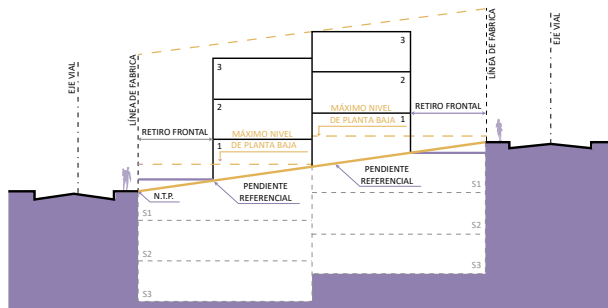 EJE VIAL
LÍNEA DE FABRICA
RETIRO FRONTAL
3
2
1
MÁXIMO NIVEL
DE PLANTA BAJA
3
2
1
MÁXIMO NIVEL
DE PLANTA BAJA
RETIRO FRONTAL
LÍNEA DE FABRICA
EJE VIAL
N.T.P.
PENDIENTE
REFERENCIAL
PENDIENTE
REFERENCIAL
S1
S2
S3
S1
S2
S3